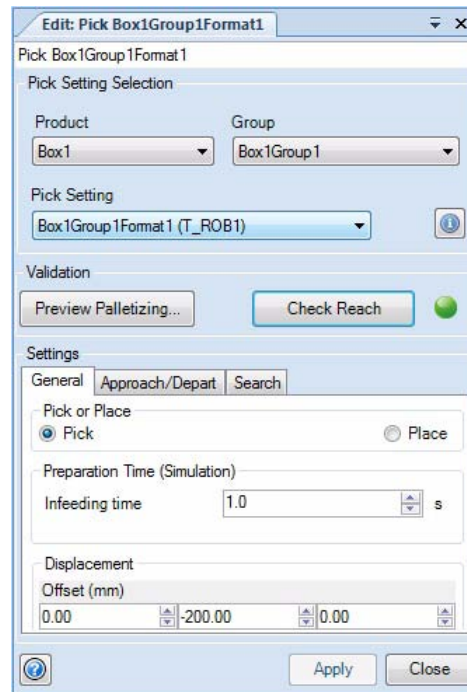 Edit: Pick Box1Group1Format1
Pick Box1Group1Format1
Pick Setting Selection
Product Group
Box1 Box1Group1
Pick Setting
Box1Group1Format1 (T_ROB1)
Validation
Preview Palletizing... Check Reach
Settings
General Approach/Depart Search
Pick or Place
Pick Place
Preparation Time (Simulation)
Infeeding time 1.0 s
Displacement
Offset (mm)
0.00 -200.00 0.00
Apply Close